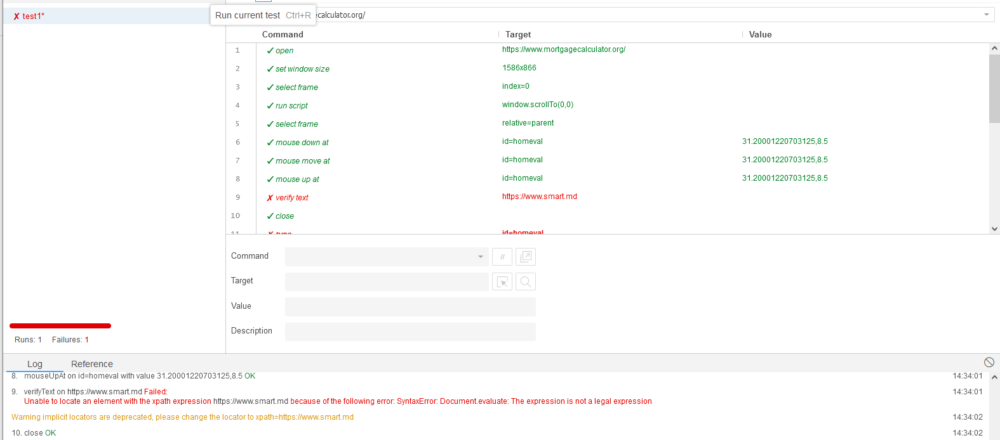 ✗ test1*
Run current test Ctrl+R
ecalculator.org/
Command Target Value
1 ✓ open https://www.mortgagecalculator.org/
2 ✓ set window size 1586x866
3 ✓ select frame index=0
4 ✓ run script window.scrollTo(0,0)
5 ✓ select frame relative=parent
6 ✓ mouse down at id=homeval 31.20001220703125,8.5
7 ✓ mouse move at id=homeval 31.20001220703125,8.5
8 ✓ mouse up at id=homeval 31.20001220703125,8.5
9 ✗ verify text https://www.smart.md
10 ✓ close
11 ✗ type id=homeval
Command //
Target
Value
Description
Runs: 1 Failures: 1
Log Reference
8. mouseUpAt on id=homeval with value 31.20001220703125,8.5 OK 14:34:01
9. verifyText on https://www.smart.md Failed: 14:34:01
Unable to locate an element with the xpath expression https://www.smart.md because of the following error: SyntaxError: Document.evaluate: The expression is not a legal expression
Warning implicit locators are deprecated, please change the locator to xpath=https://www.smart.md 14:34:02
10. close OK 14:34:02